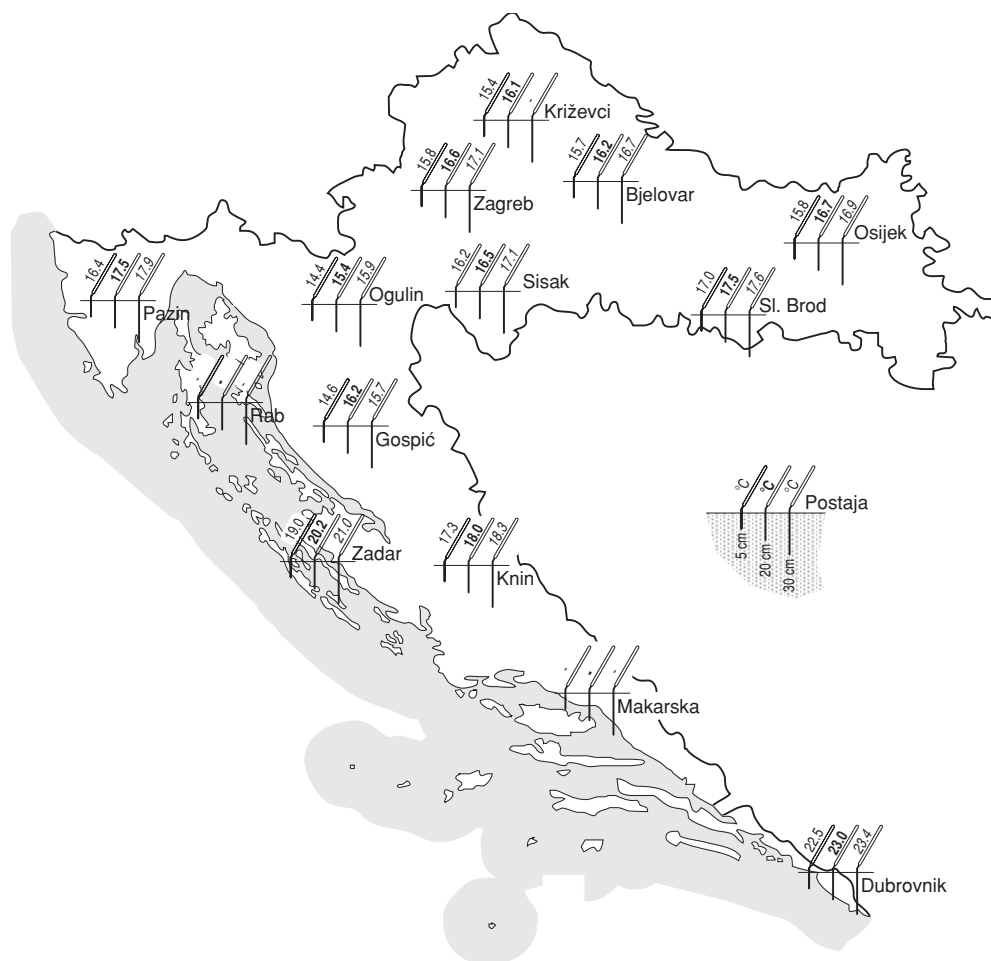 15.4 16.1 -
Križevci
15.8 16.6 17.1
Zagreb
15.7 16.2 16.7
Bjelovar
15.8 16.7 16.9
Osijek
16.4 17.5 17.9
Pazin
14.4 15.4 15.9
Ogulin
16.2 16.5 17.1
Sisak
17.0 17.5 17.6
Sl. Brod
- - -
Rab
14.6 16.2 15.7
Gospić
°C °C °C
Postaja
5 cm
20 cm
30 cm
19.0 20.2 21.0
Zadar
17.3 18.0 18.3
Knin
- - -
Makarska
22.5 23.0 23.4
Dubrovnik